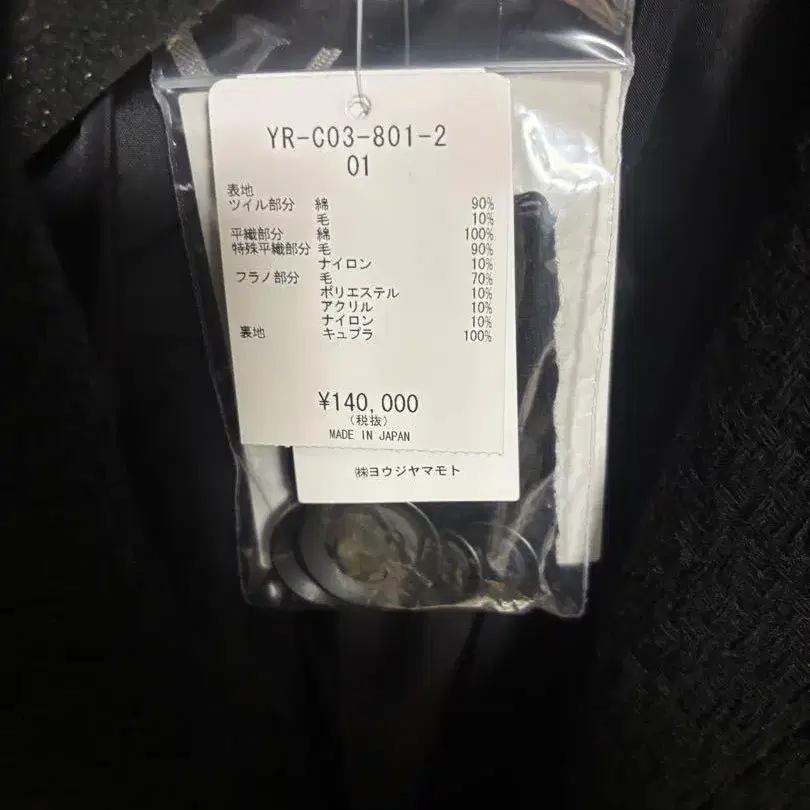 YR-C03-801-2
01
表地
ツイル部分 綿 90%
毛 10%
平織部分 綿 100%
特殊平織部分 毛 90%
ナイロン 10%
フラノ部分 毛 70%
ポリエステル 10%
アクリル 10%
ナイロン 10%
裏地 キュプラ 100%
¥140,000
(税抜)
MADE IN JAPAN
㈱ヨウジヤマモト